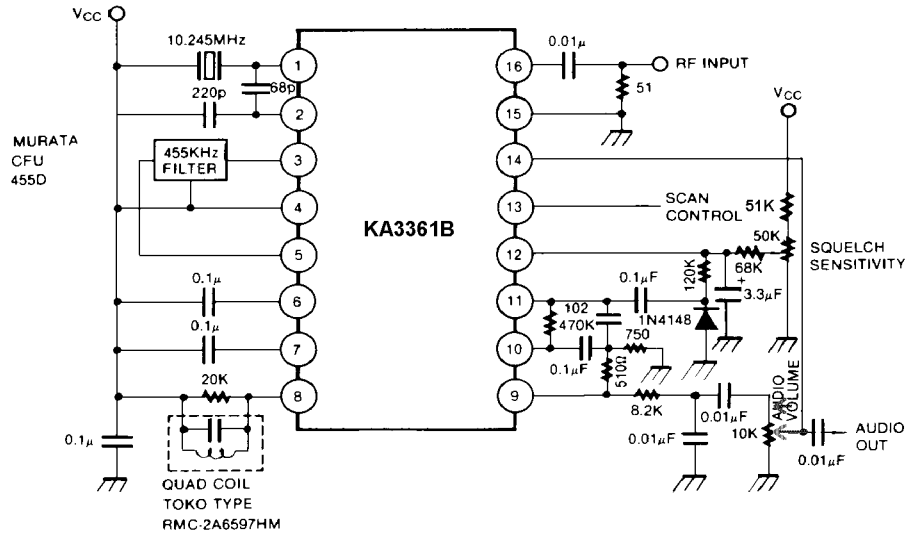 VCC
10.245MHz
220p
68p
MURATA
CFU
455D
455KHz
FILTER
0.1μ
0.1μ
20K
0.1μ
QUAD COIL
TOKO TYPE
RMC-2A6597HM
1
2
3
4
5
6
7
8
KA3361B
16
15
14
13
12
11
10
9
0.01μ
RF INPUT
51
VCC
SCAN
CONTROL
51K
50K
SQUELCH
SENSITIVITY
120K
68K
+
3.3μF
0.1μF
102
470K
1N4148
750
0.1μF
510Ω
8.2K
0.01μF
0.01μF
AUDIO
VOLUME
10K
0.01μF
AUDIO
OUT